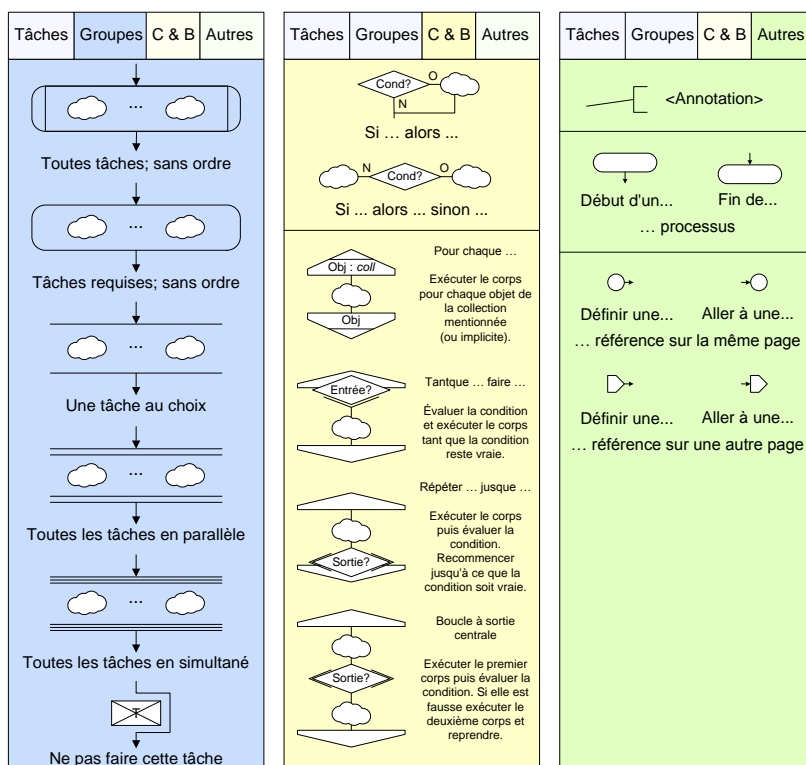 Tâches Groupes C & B Autres
... 
Toutes tâches; sans ordre
...
Tâches requises; sans ordre
...
Une tâche au choix
...
Toutes les tâches en parallèle
...
Toutes les tâches en simultané
T
Ne pas faire cette tâche
Tâches Groupes C & B Autres
Cond? O
N
Si … alors ...
N Cond? O
Si ... alors ... sinon ...
Obj : coll
Obj
Pour chaque …
Exécuter le corps
pour chaque objet de
la collection
mentionnée
(ou implicite).
Entrée?
Tantque … faire …
Évaluer la condition
et exécuter le corps
tant que la condition
reste vraie.
Répéter … jusque …
Sortie?
Exécuter le corps
puis évaluer la
condition.
Recommencer
jusqu'à ce que la
condition soit vraie.
Boucle à sortie
centrale
Sortie?
Exécuter le premier
corps puis évaluer la
condition. Si elle est
fausse exécuter le
deuxième corps et
reprendre.
Tâches Groupes C & B Autres
<Annotation>
Début d'un... Fin de...
… processus
Définir une... Aller à une...
… référence sur la même page
Définir une... Aller à une...
… référence sur une autre page